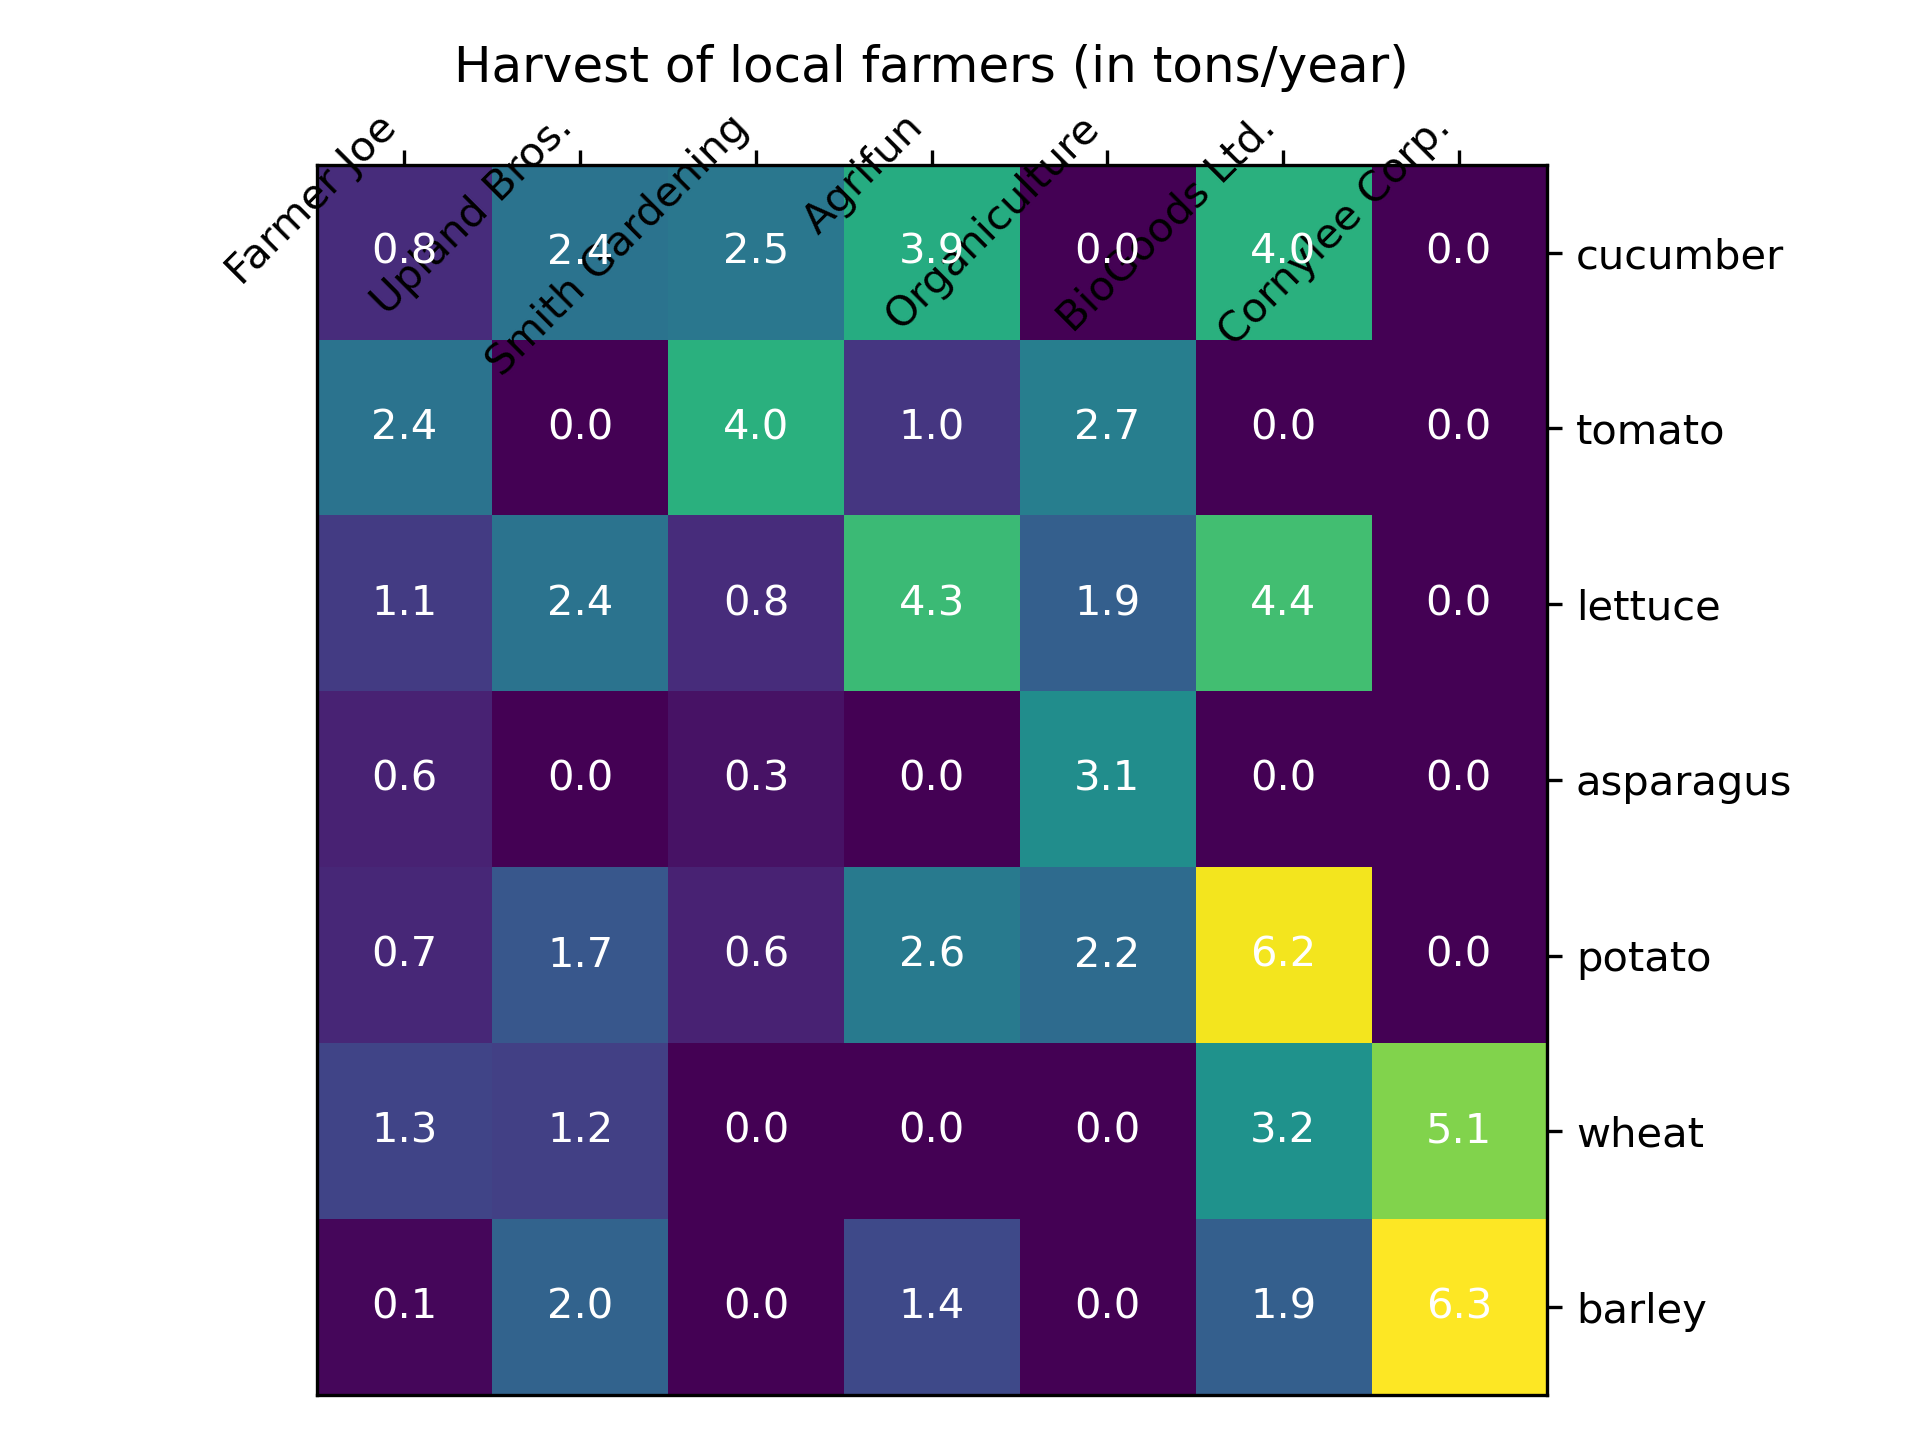 Harvest of local farmers (in tons/year)
Farmer Joe
Upland Bros.
Smith Gardening
Agrifun
Organiculture
BioGoods Ltd.
Cornylee Corp.
0.8 2.4 2.5 3.9 0.0 4.0 0.0 cucumber
2.4 0.0 4.0 1.0 2.7 0.0 0.0 tomato
1.1 2.4 0.8 4.3 1.9 4.4 0.0 lettuce
0.6 0.0 0.3 0.0 3.1 0.0 0.0 asparagus
0.7 1.7 0.6 2.6 2.2 6.2 0.0 potato
1.3 1.2 0.0 0.0 0.0 3.2 5.1 wheat
0.1 2.0 0.0 1.4 0.0 1.9 6.3 barley